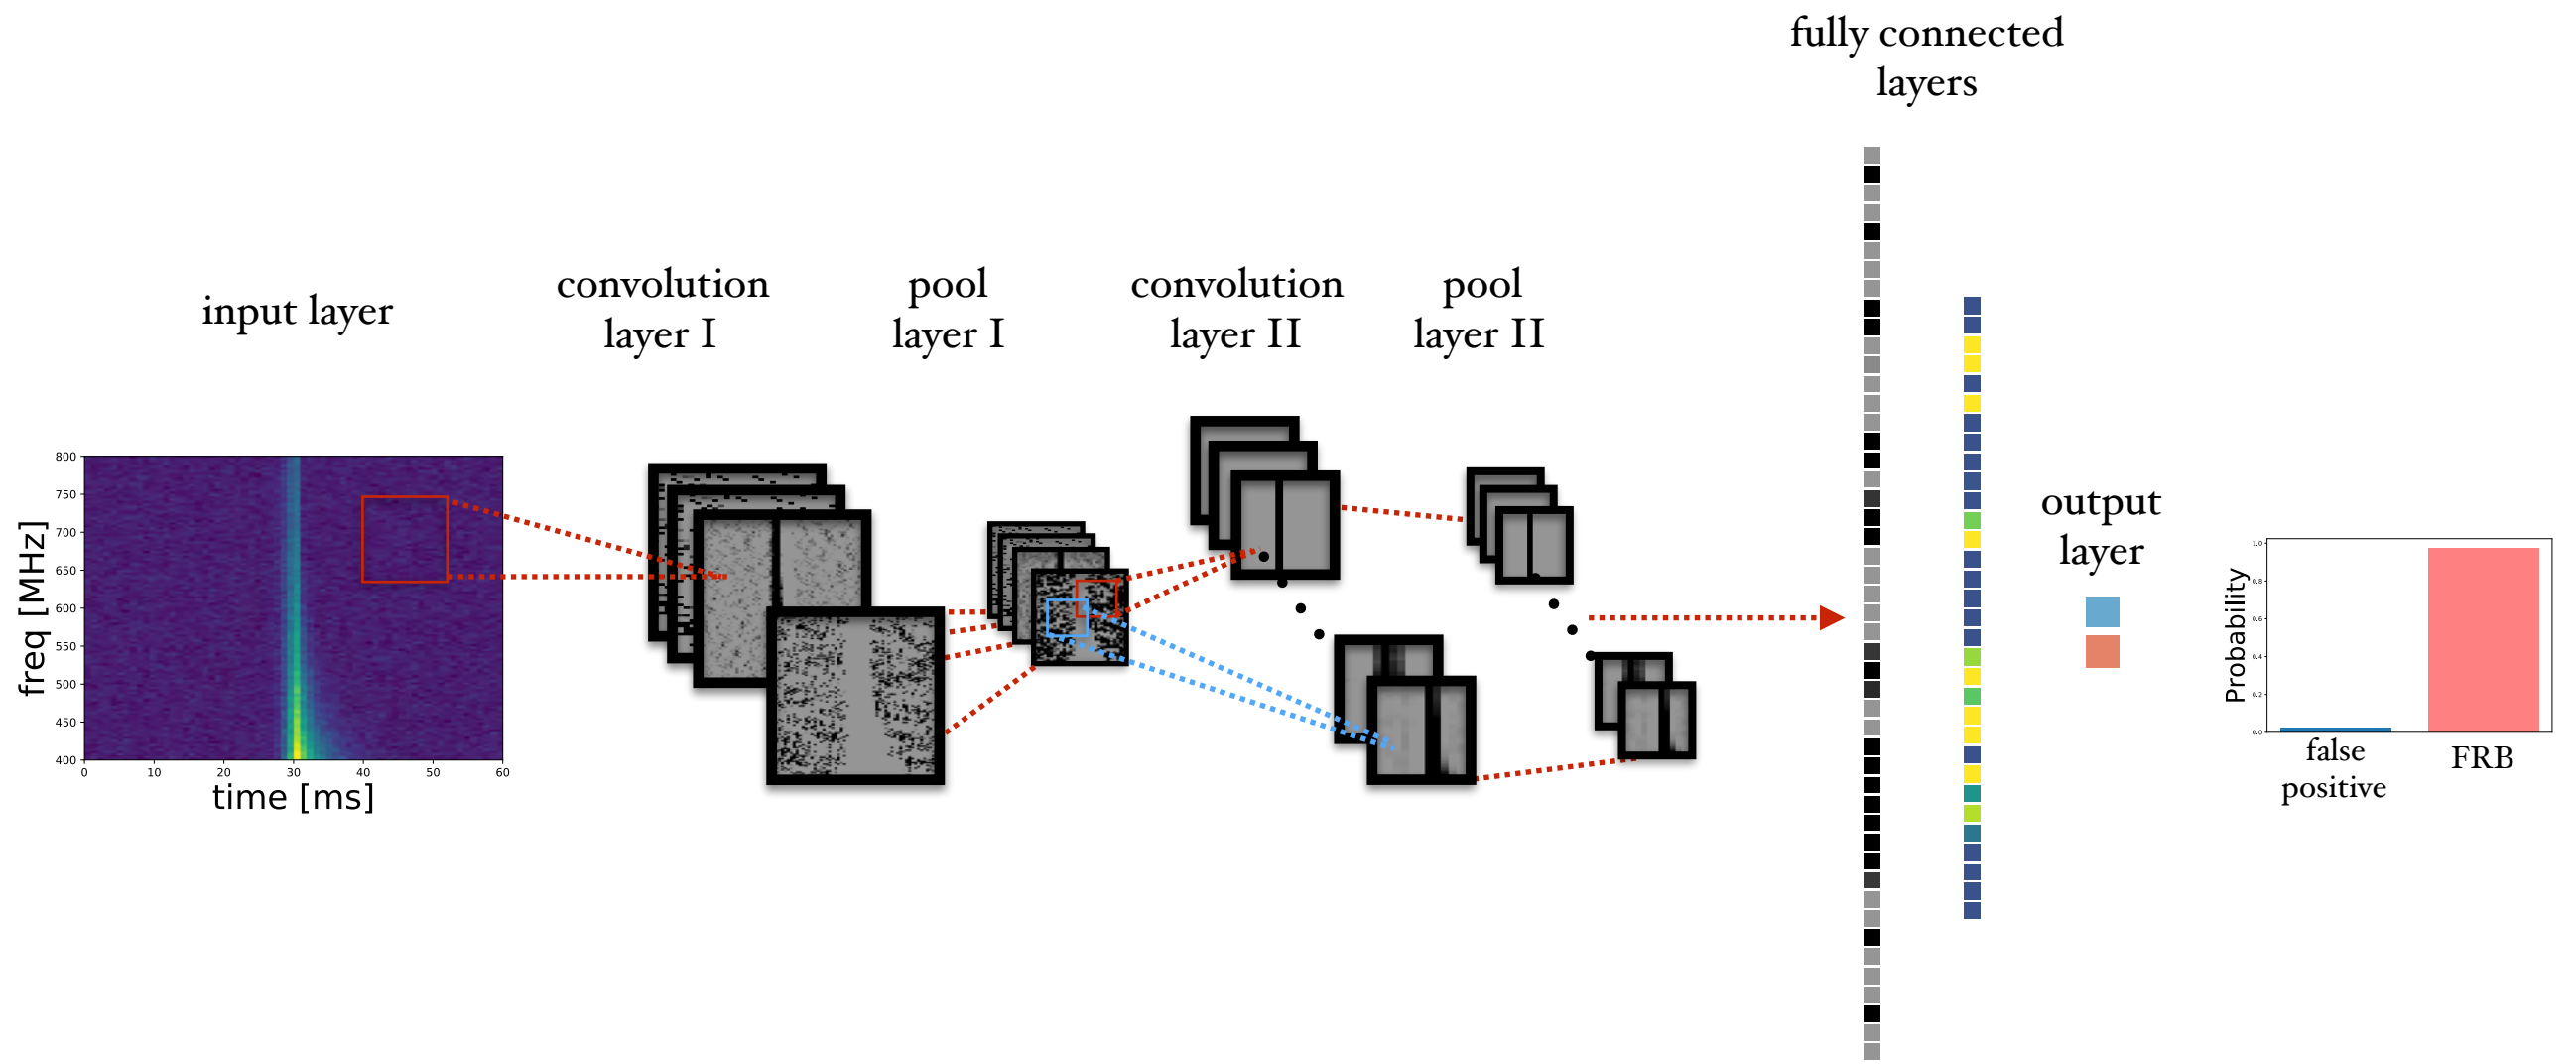 fully connected
layers
input layer
convolution
layer I
pool
layer I
convolution
layer II
pool
layer II
output
layer
freq [MHz]
800
750
700
650
600
550
500
450
400
0 10 20 30 40 50 60
time [ms]
Probability
1.0
0.8
0.6
0.4
0.2
0.0
false
positive
FRB